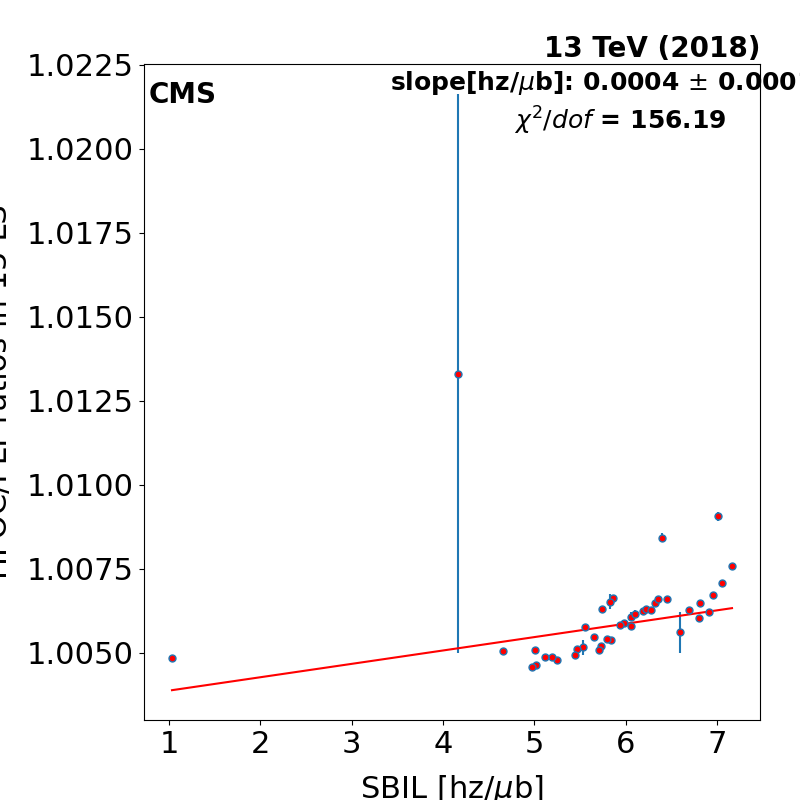 13 TeV (2018)
1.0225
slope[hz/μb]: 0.0004 ± 0.000
CMS
χ²/dof = 156.19
1.0200
1.0175
1.0150
1.0125
1.0100
1.0075
1.0050
1 2 3 4 5 6 7
SBIL [hz/μb]